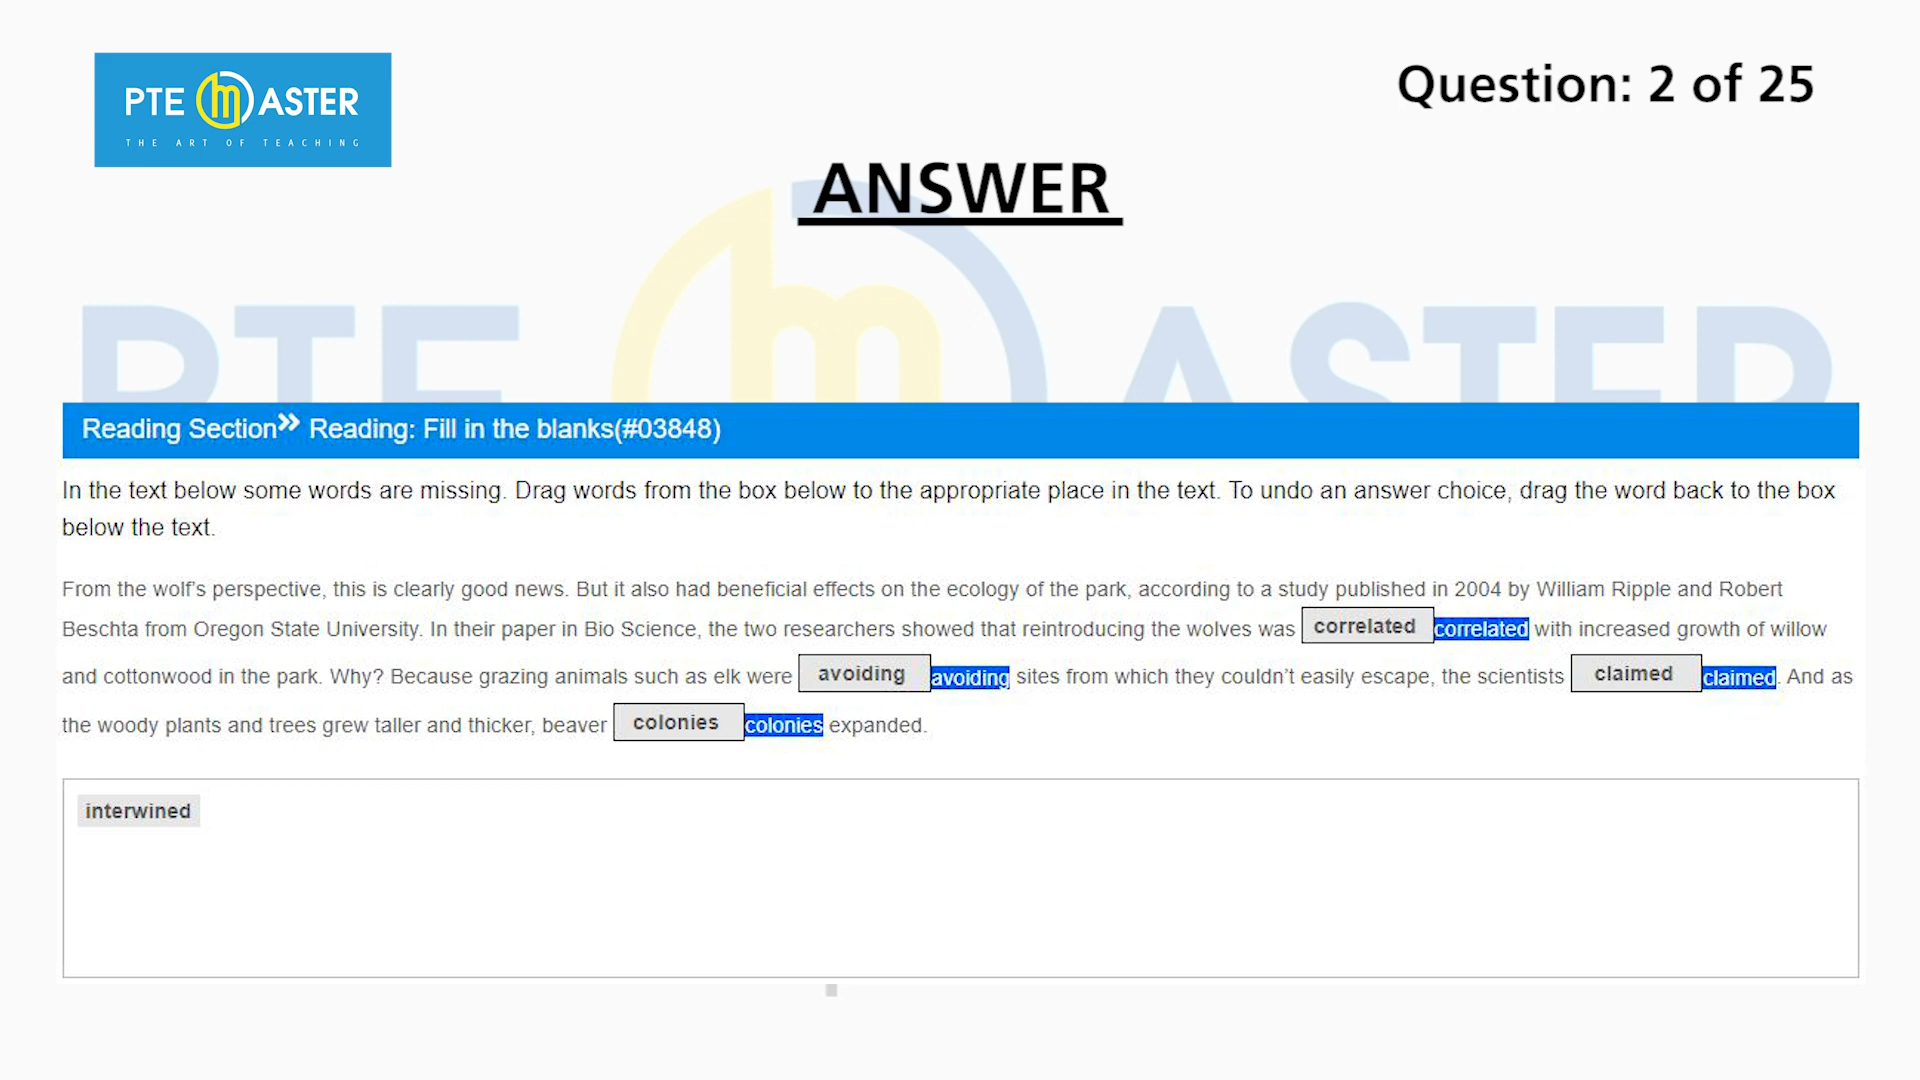 PTE MASTER
THE ART OF TEACHING
Question: 2 of 25
ANSWER
PTE MASTER
Reading Section» Reading: Fill in the blanks(#03848)
In the text below some words are missing. Drag words from the box below to the appropriate place in the text. To undo an answer choice, drag the word back to the box
below the text.
From the wolf's perspective, this is clearly good news. But it also had beneficial effects on the ecology of the park, according to a study published in 2004 by William Ripple and Robert
Beschta from Oregon State University. In their paper in Bio Science, the two researchers showed that reintroducing the wolves was correlated correlated with increased growth of willow
and cottonwood in the park. Why? Because grazing animals such as elk were avoiding avoiding sites from which they couldn't easily escape, the scientists claimed claimed. And as
the woody plants and trees grew taller and thicker, beaver colonies colonies expanded.
interwined